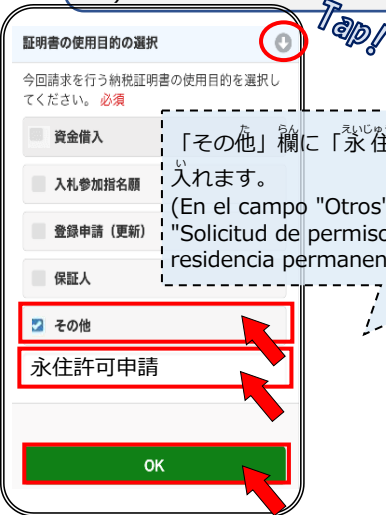 Tap!
証明書の使用目的の選択
今回請求を行う納税証明書の使用目的を選択し
てください。 必須
資金借入
入札参加指名願
登録申請（更新）
保証人
その他
永住許可申請
OK
「その他」欄に「永住
入れます。
(En el campo "Otros"
"Solicitud de permiso
residencia permanen